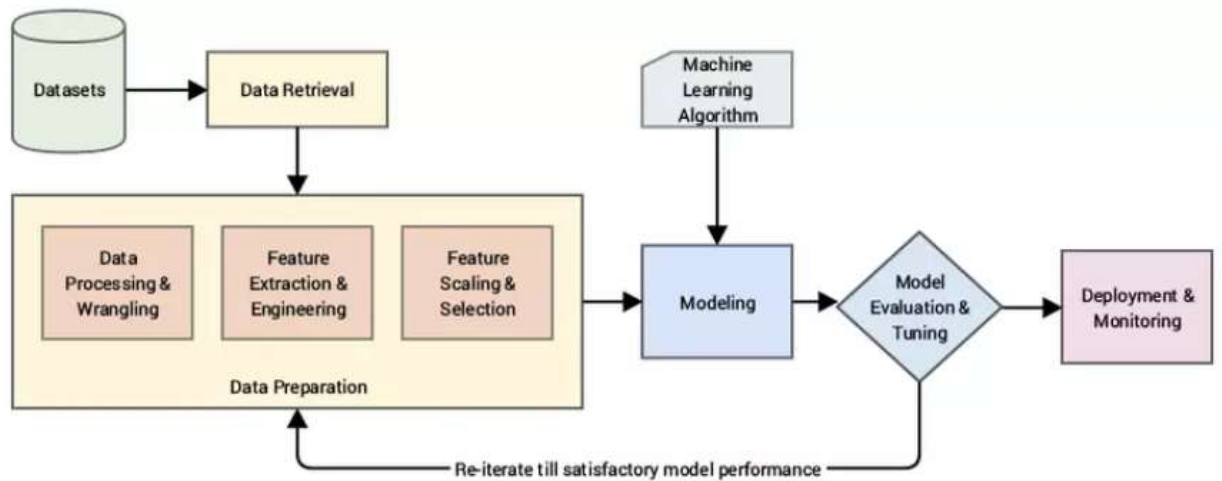 Datasets
Data Retrieval
Machine
Learning
Algorithm
Data
Processing &
Wrangling
Feature
Extraction &
Engineering
Feature
Scaling &
Selection
Data Preparation
Modeling
Model
Evaluation &
Tuning
Deployment &
Monitoring
Re-iterate till satisfactory model performance